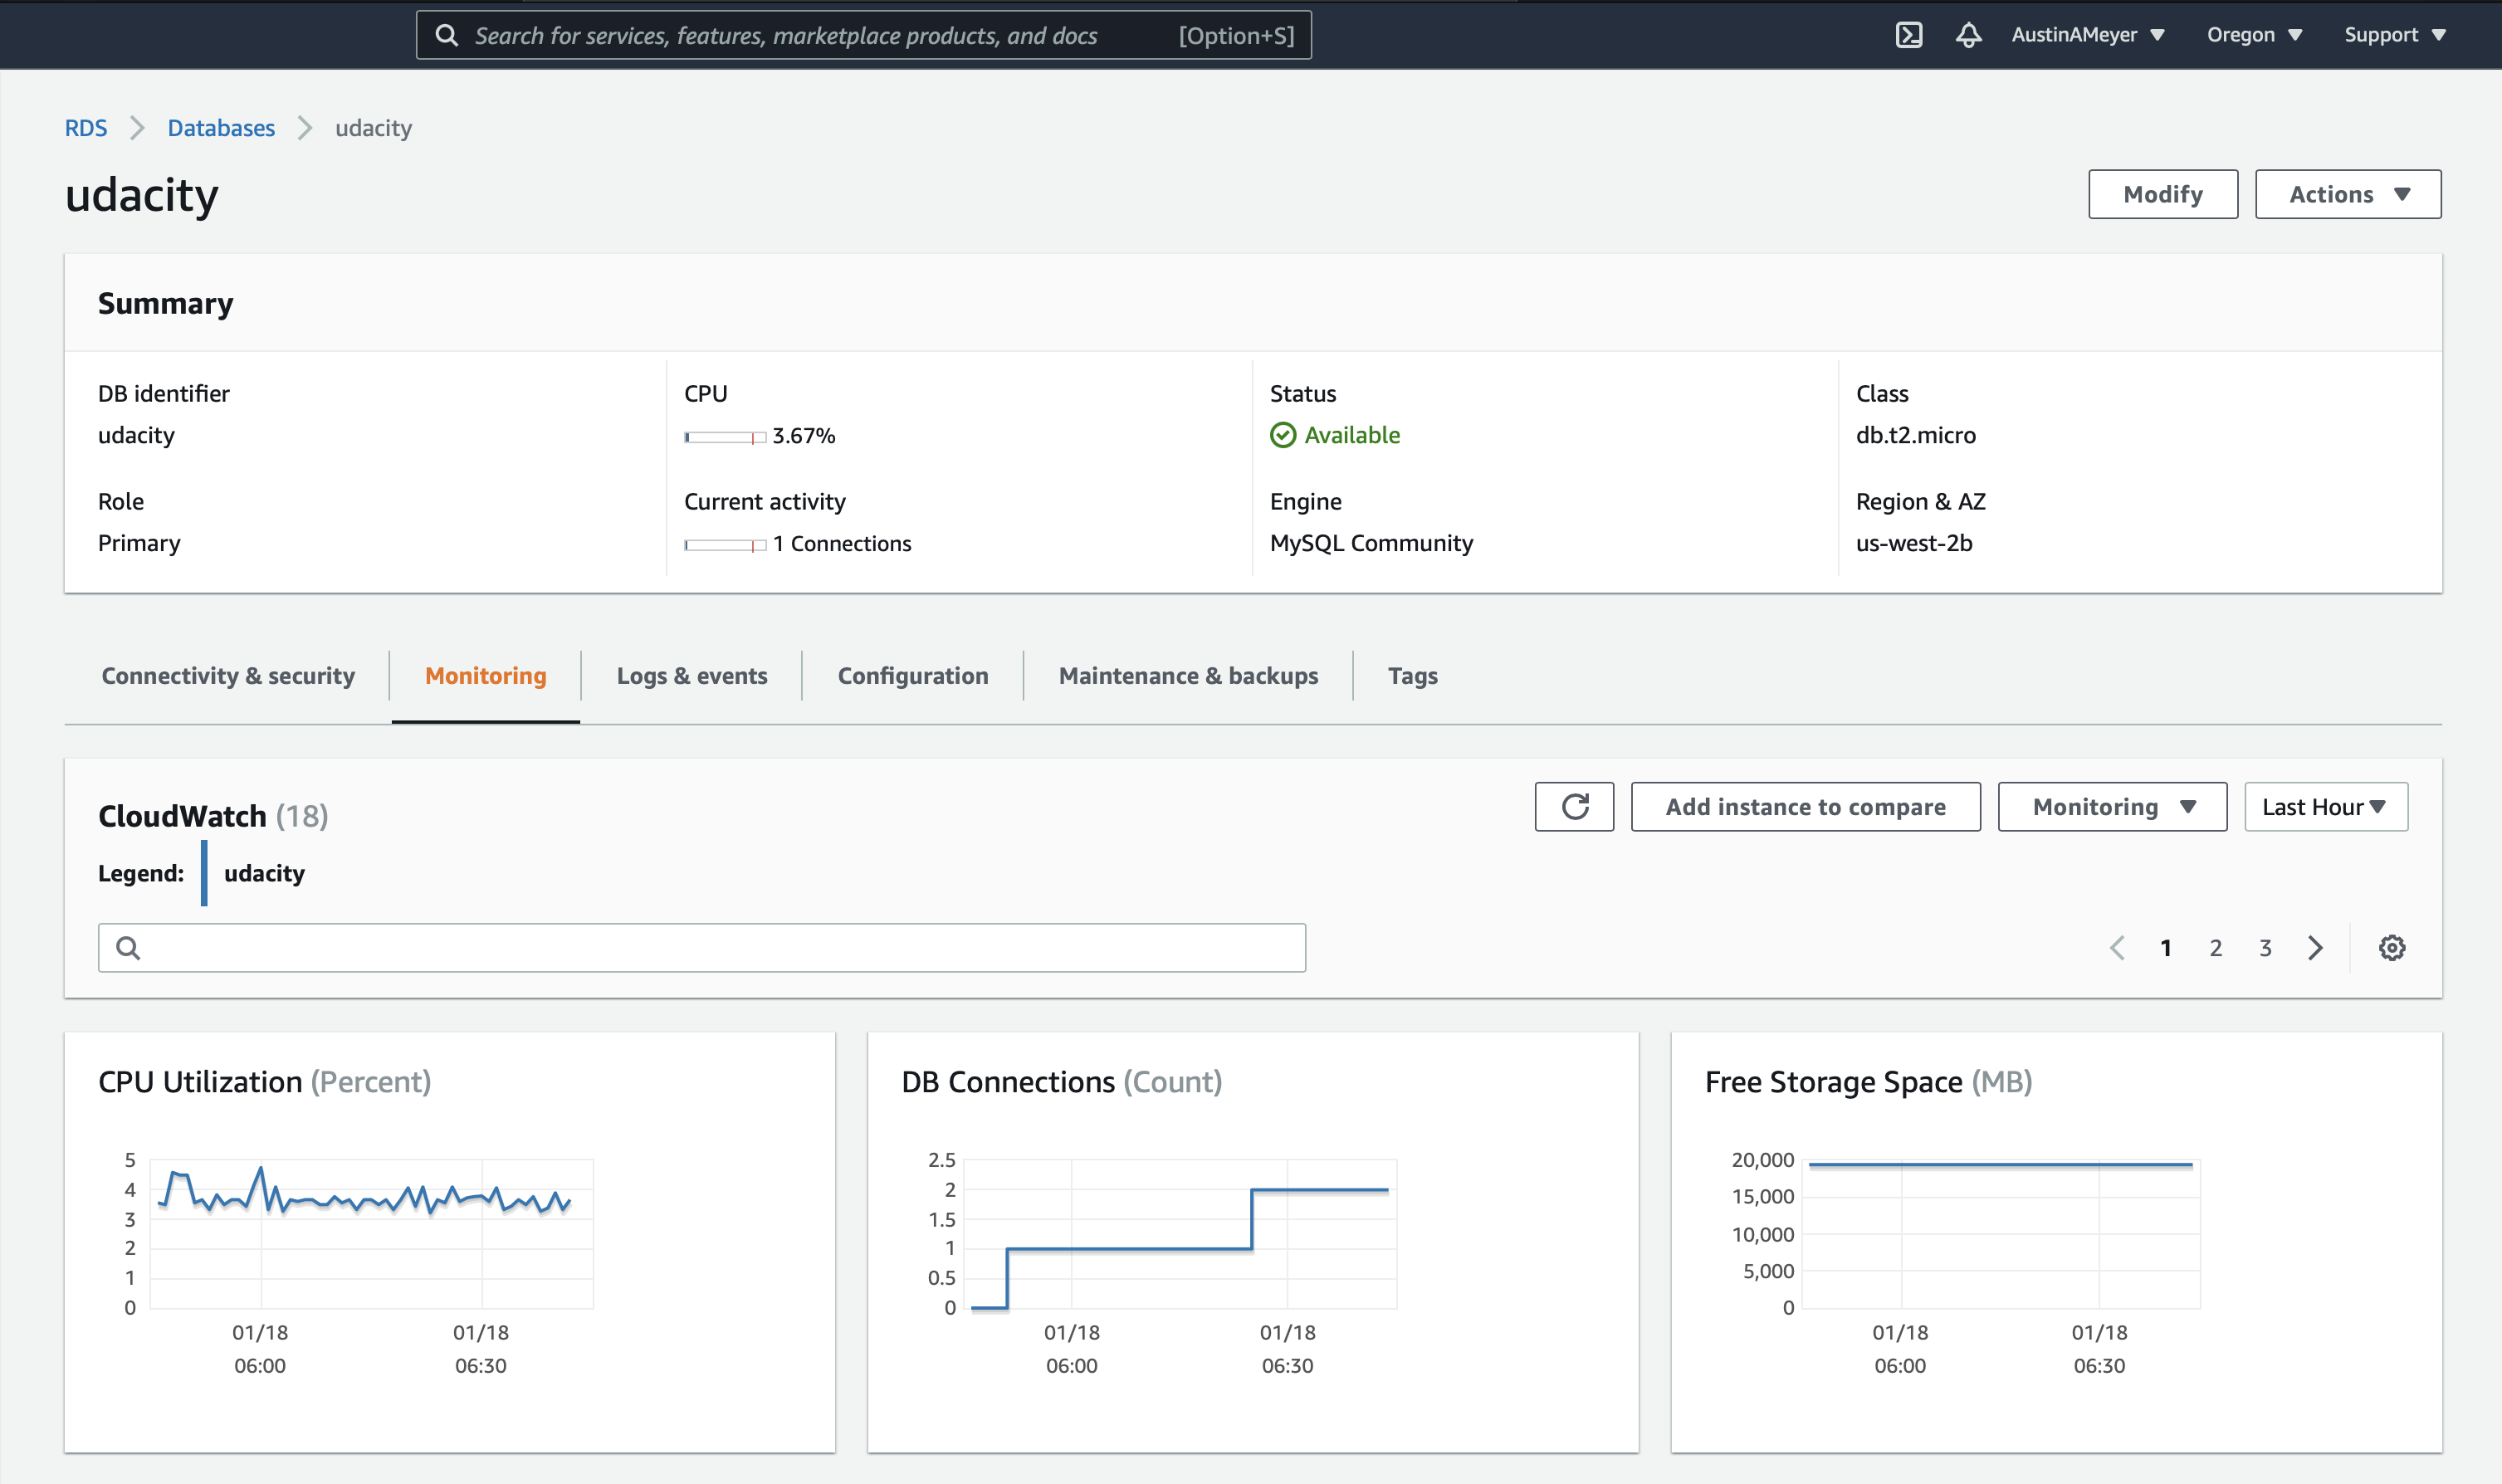 Search for services, features, marketplace products, and docs [Option+S] AustinAMeyer Oregon Support
RDS Databases udacity
udacity
Modify Actions
Summary
DB identifier CPU Status Class
udacity 3.67% Available db.t2.micro
Role Current activity Engine Region & AZ
Primary 1 Connections MySQL Community us-west-2b
Connectivity & security Monitoring Logs & events Configuration Maintenance & backups Tags
CloudWatch (18) Add instance to compare Monitoring Last Hour
Legend: udacity
1 2 3
CPU Utilization (Percent)
5
4
3
2
1
0
01/18 01/18
06:00 06:30
DB Connections (Count)
2.5
2
1.5
1
0.5
0
01/18 01/18
06:00 06:30
Free Storage Space (MB)
20,000
15,000
10,000
5,000
0
01/18 01/18
06:00 06:30